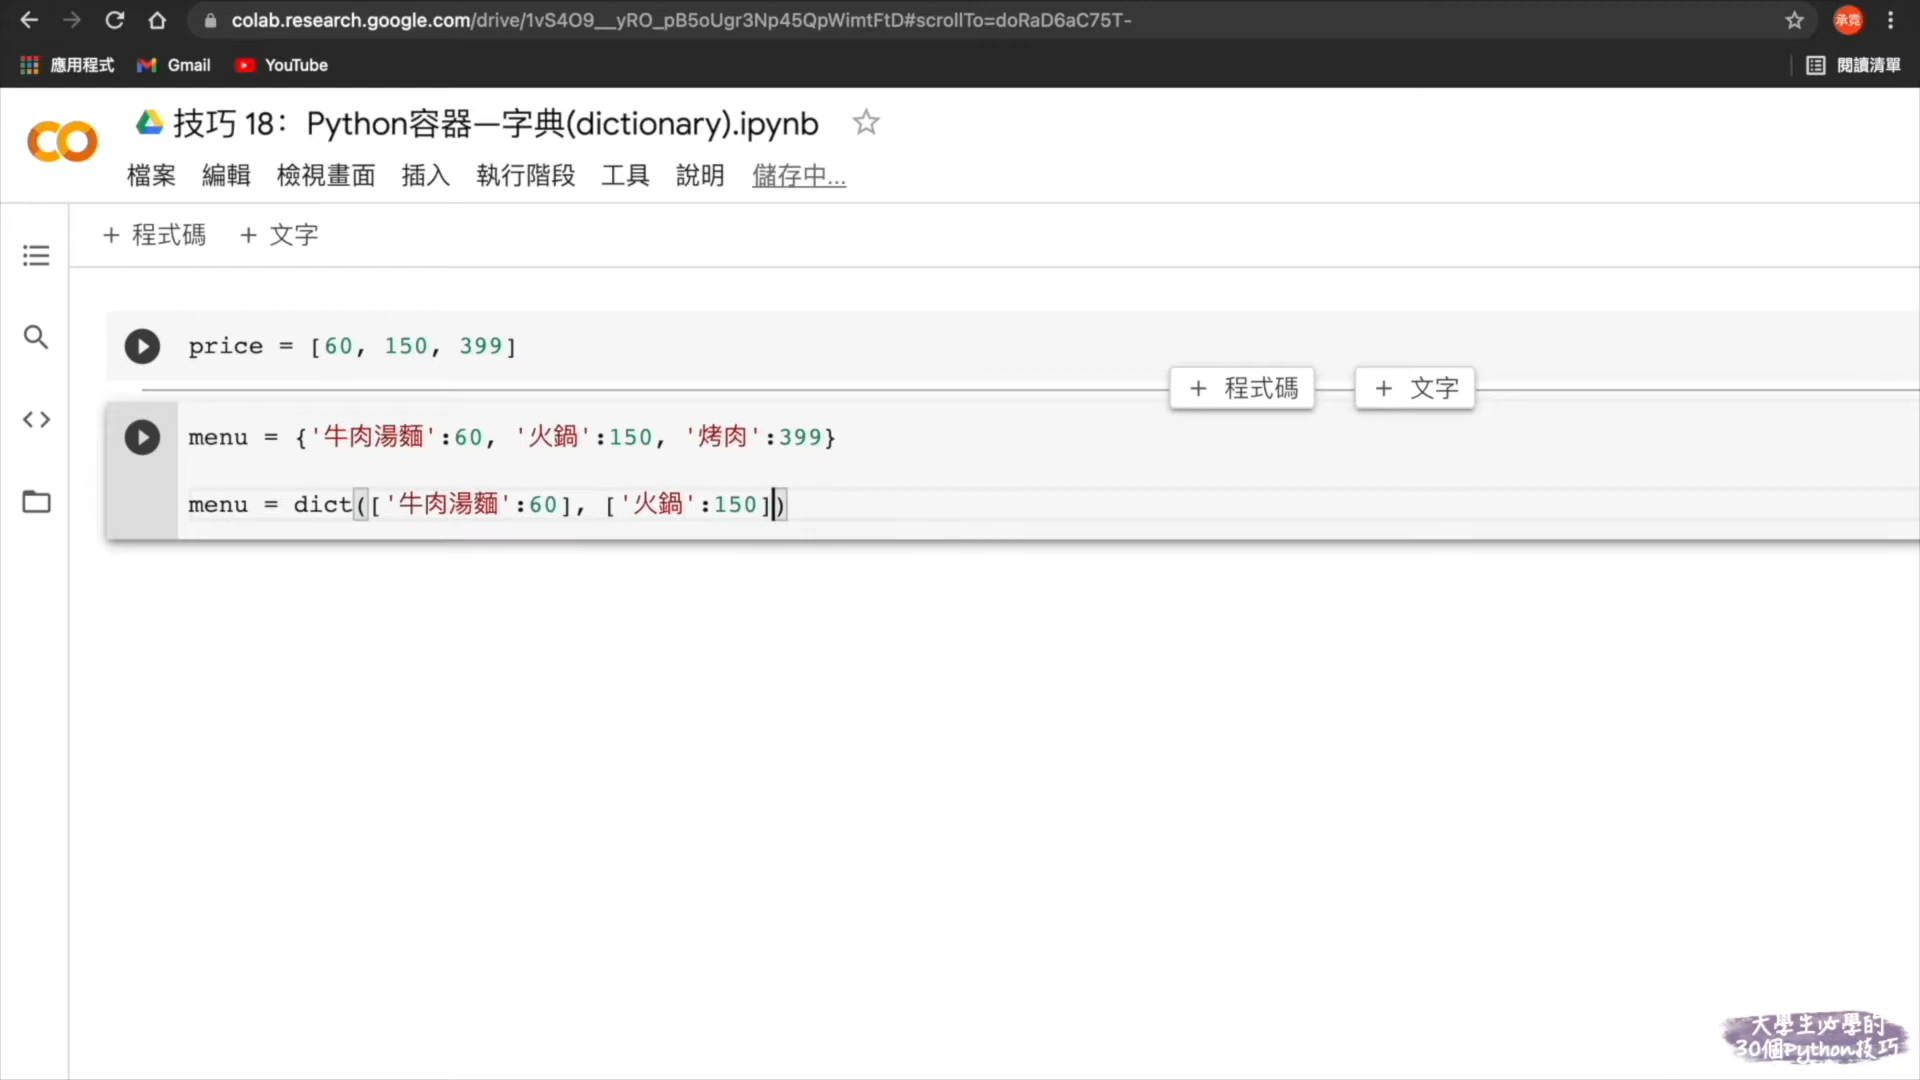 colab.research.google.com/drive/1vS4O9__yRO_pB5oUgr3Np45QpWimtFtD#scrollTo=doRaD6aC75T-
承霓
應用程式 Gmail YouTube 閱讀清單
技巧 18：Python容器—字典(dictionary).ipynb
檔案 編輯 檢視畫面 插入 執行階段 工具 說明 儲存中...
+ 程式碼 + 文字
price = [60, 150, 399]
+ 程式碼 + 文字
menu = {'牛肉湯麵':60, '火鍋':150, '烤肉':399}
menu = dict(['牛肉湯麵':60], ['火鍋':150])
大學生必學的
30個Python技巧